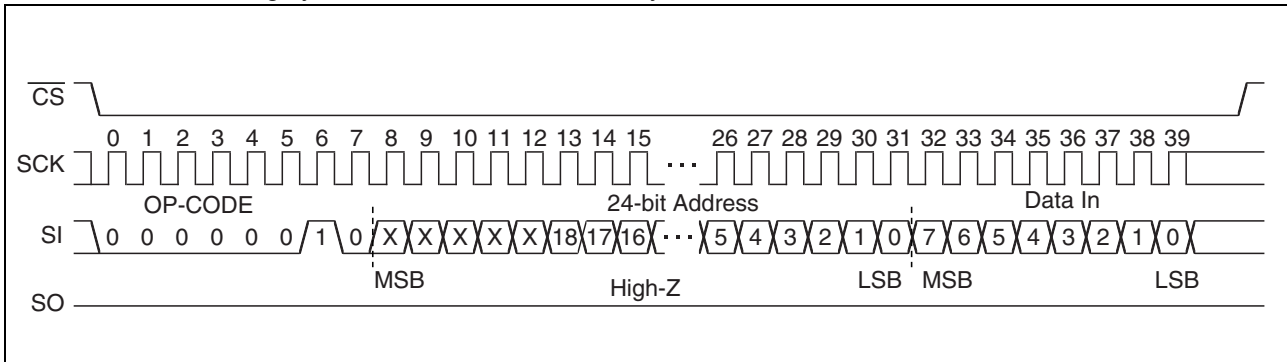 CS
0 1 2 3 4 5 6 7 8 9 10 11 12 13 14 15 26 27 28 29 30 31 32 33 34 35 36 37 38 39
SCK ...
OP-CODE 24-bit Address Data In
SI 0 0 0 0 0 0 1 0 X X X X X 18 17 16 ... 5 4 3 2 1 0 7 6 5 4 3 2 1 0
MSB High-Z LSB MSB LSB
SO